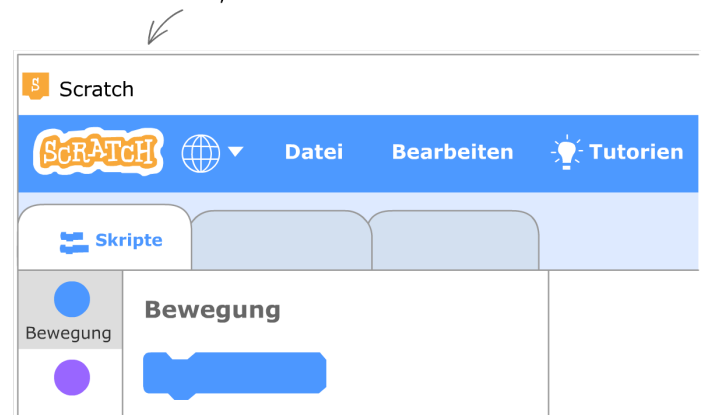 Scratch
SCRATCH
Datei
Bearbeiten
Tutorien
Skripte
Bewegung
Bewegung